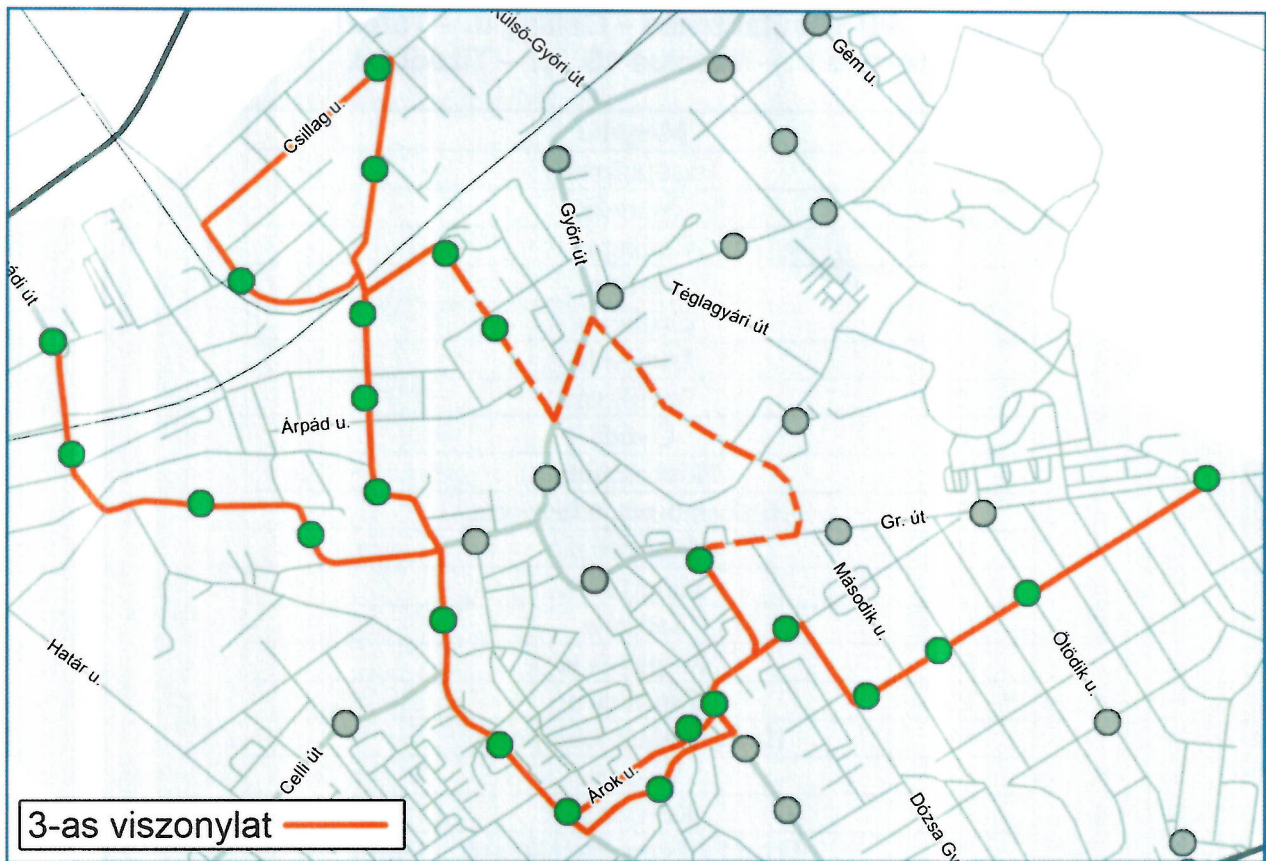 Külső-Győri út
Gém u.
Csillag u.
Győri út
ádi út
Téglagyári út
Árpád u.
Gr. út
Második u.
Ötödik u.
Határ u.
Celli út
Árok u.
Dózsa Gy
3-as viszonylat